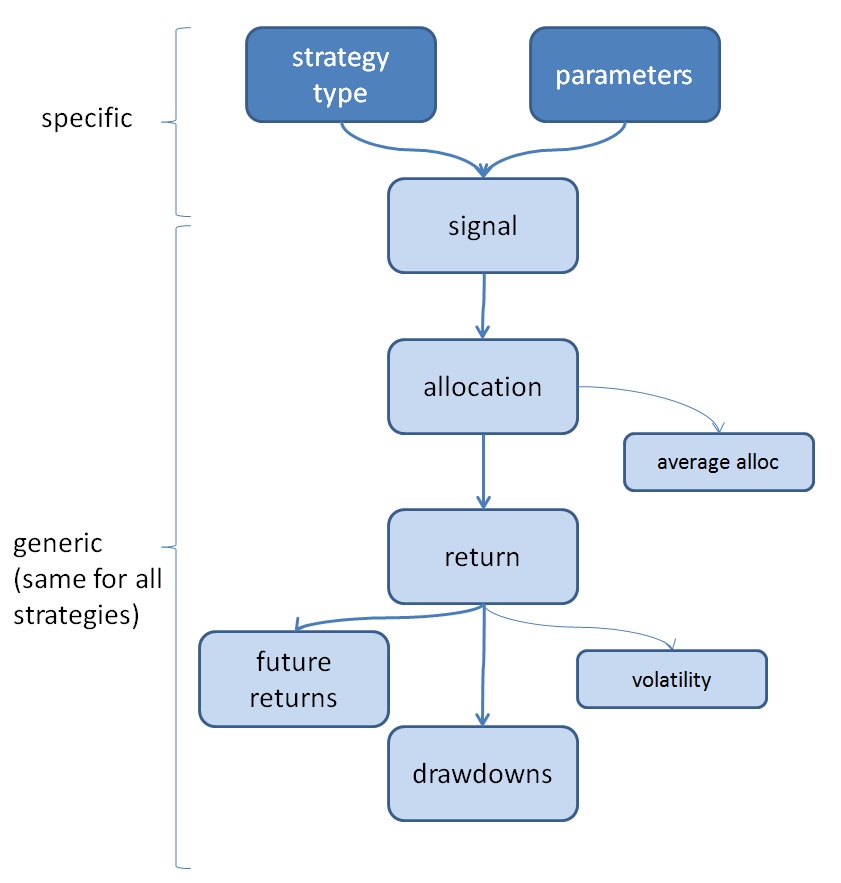 strategy
type
parameters
specific
signal
allocation
average alloc
generic
(same for all
strategies)
return
future
returns
volatility
drawdowns